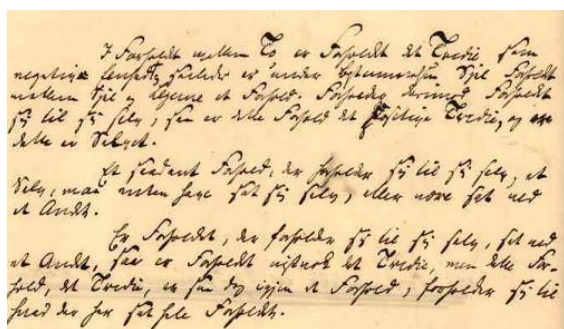 I Forholdet mellem To er Forholdet det Tredie som
negativ Eenhed, saaledes er under Bestemmelsen Sjel Forholdet
mellem Sjel og Legeme et Forhold. Forholder derimod Forholdet
sig til sig selv, saa er dette Forhold det positive Tredie, og
dette er Selvet.
Et saadant Forhold, der forholder sig til sig selv, et
Selv, maa enten have sat sig selv, eller være sat ved
et Andet.
Er Forholdet, der forholder sig til sig selv, sat ved
et Andet, saa er Forholdet vistnok det Tredie, men dette For-
hold, det Tredie, er saa dog igjen et Forhold, forholder sig til
hvad der har sat hele Forholdet.